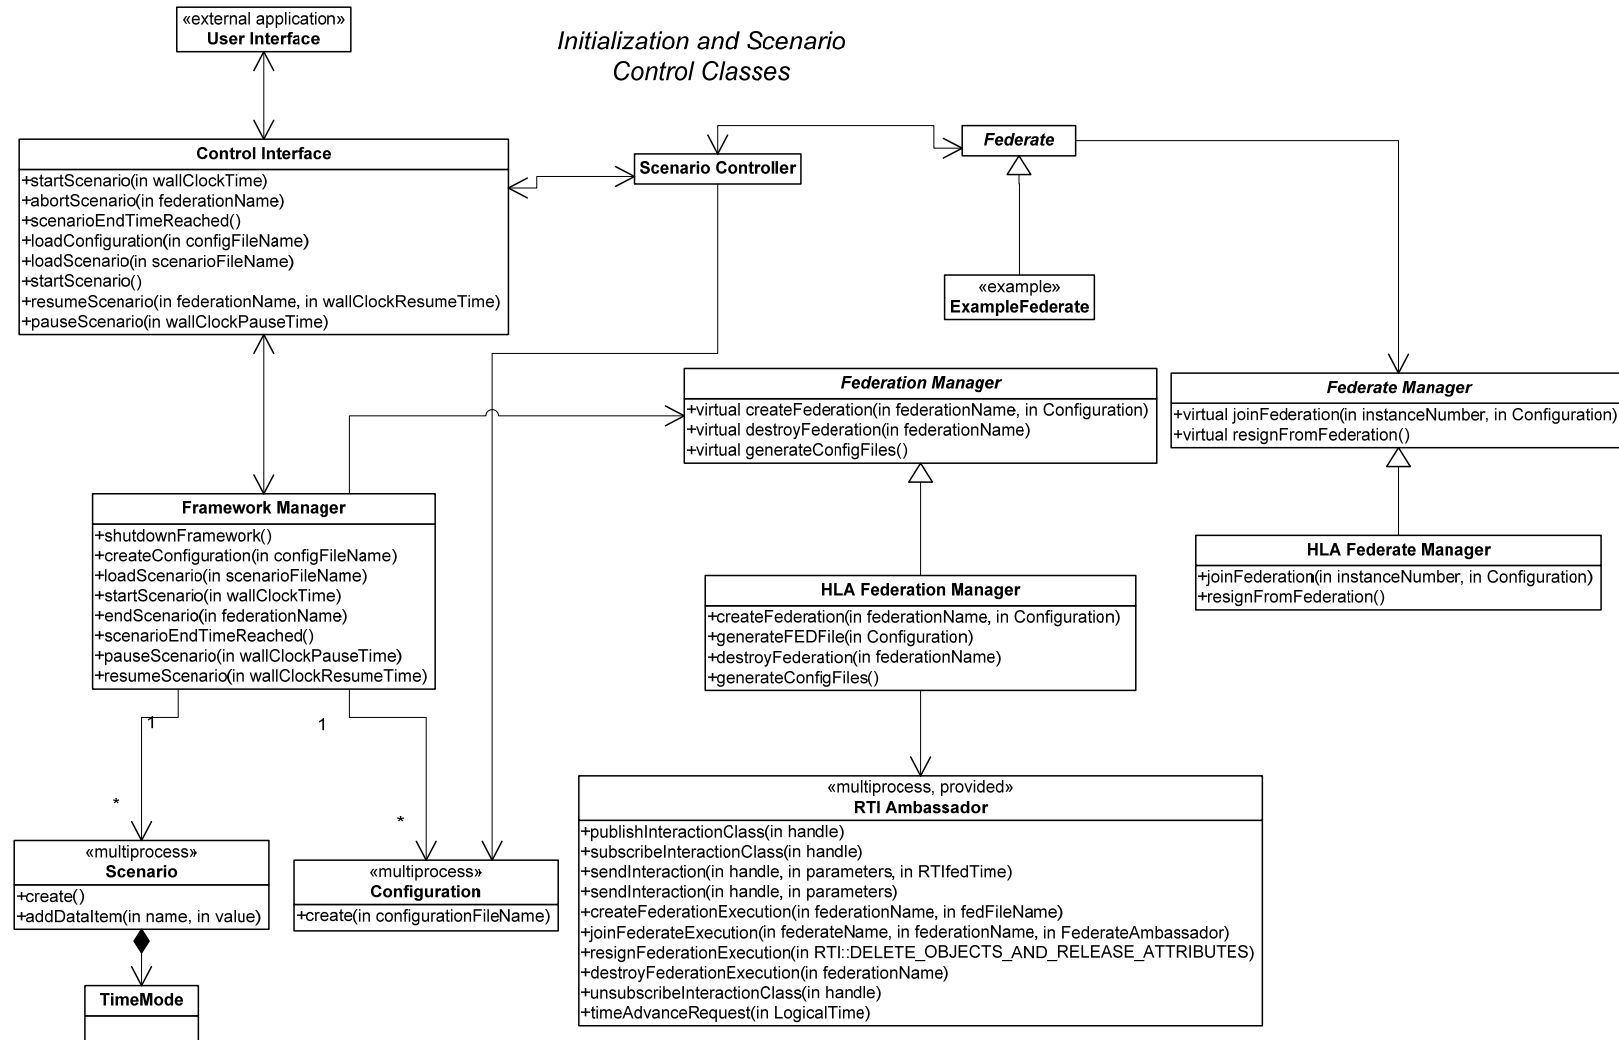 «external application»
User Interface
Initialization and Scenario
Control Classes
Control Interface
+startScenario(in wallClockTime)
+abortScenario(in federationName)
+scenarioEndTimeReached()
+loadConfiguration(in configFileName)
+loadScenario(in scenarioFileName)
+startScenario()
+resumeScenario(in federationName, in wallClockResumeTime)
+pauseScenario(in wallClockPauseTime)
Scenario Controller
Federate
«example»
ExampleFederate
Federation Manager
+virtual createFederation(in federationName, in Configuration)
+virtual destroyFederation(in federationName)
+virtual generateConfigFiles()
Federate Manager
+virtual joinFederation(in instanceNumber, in Configuration)
+virtual resignFromFederation()
Framework Manager
+shutdownFramework()
+createConfiguration(in configFileName)
+loadScenario(in scenarioFileName)
+startScenario(in wallClockTime)
+endScenario(in federationName)
+scenarioEndTimeReached()
+pauseScenario(in wallClockPauseTime)
+resumeScenario(in wallClockResumeTime)
HLA Federation Manager
+createFederation(in federationName, in Configuration)
+generateFEDFile(in Configuration)
+destroyFederation(in federationName)
+generateConfigFiles()
HLA Federate Manager
+joinFederation(in instanceNumber, in Configuration)
+resignFromFederation()
1
1
*
*
«multiprocess»
Scenario
+create()
+addDataItem(in name, in value)
«multiprocess»
Configuration
+create(in configurationFileName)
«multiprocess, provided»
RTI Ambassador
+publishInteractionClass(in handle)
+subscribeInteractionClass(in handle)
+sendInteraction(in handle, in parameters, in RTIfedTime)
+sendInteraction(in handle, in parameters)
+createFederationExecution(in federationName, in fedFileName)
+joinFederateExecution(in federateName, in federationName, in FederateAmbassador)
+resignFederationExecution(in RTI::DELETE_OBJECTS_AND_RELEASE_ATTRIBUTES)
+destroyFederationExecution(in federationName)
+unsubscribeInteractionClass(in handle)
+timeAdvanceRequest(in LogicalTime)
TimeMode